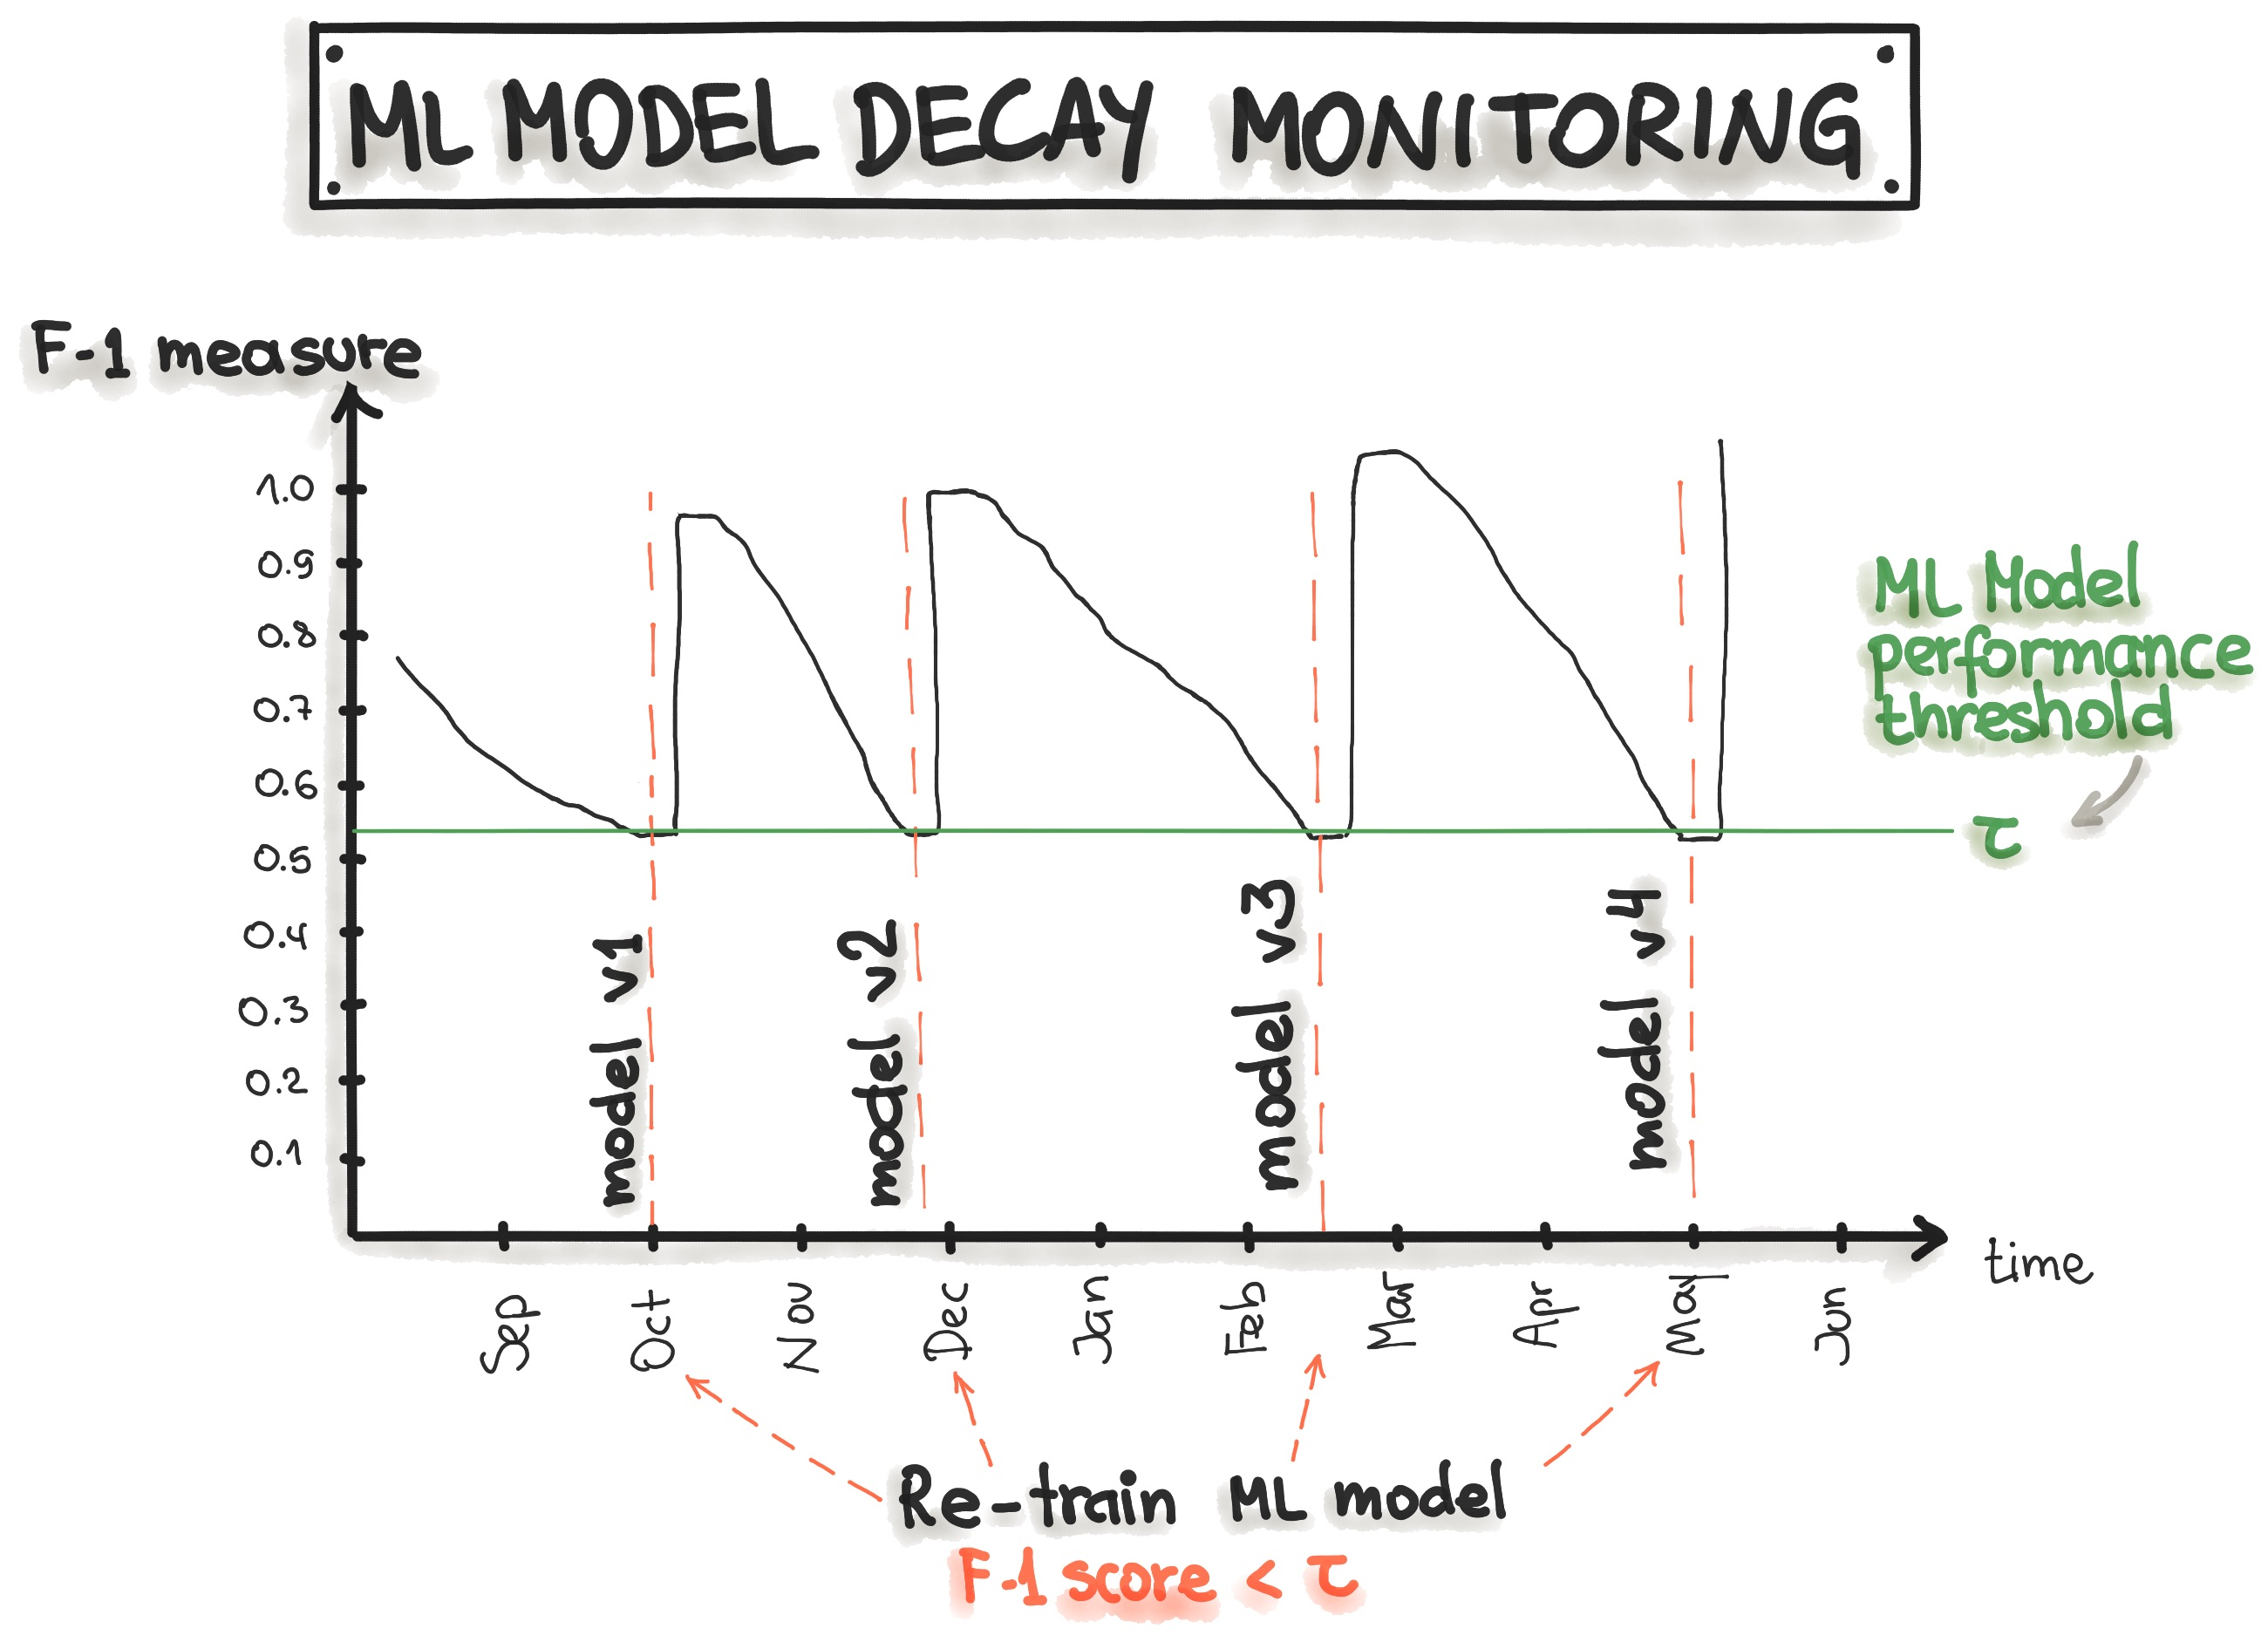 ML MODEL DECAY MONITORING
F-1 measure
1.0
0.9
0.8
0.7
0.6
0.5
0.4
0.3
0.2
0.1
ML Model
performance
threshold
τ
model v1
model v2
model v3
model v4
Sep
Oct
Nov
Dec
Jan
Feb
Mar
Apr
May
Jun
time
Re-train ML model
F-1 score < τ